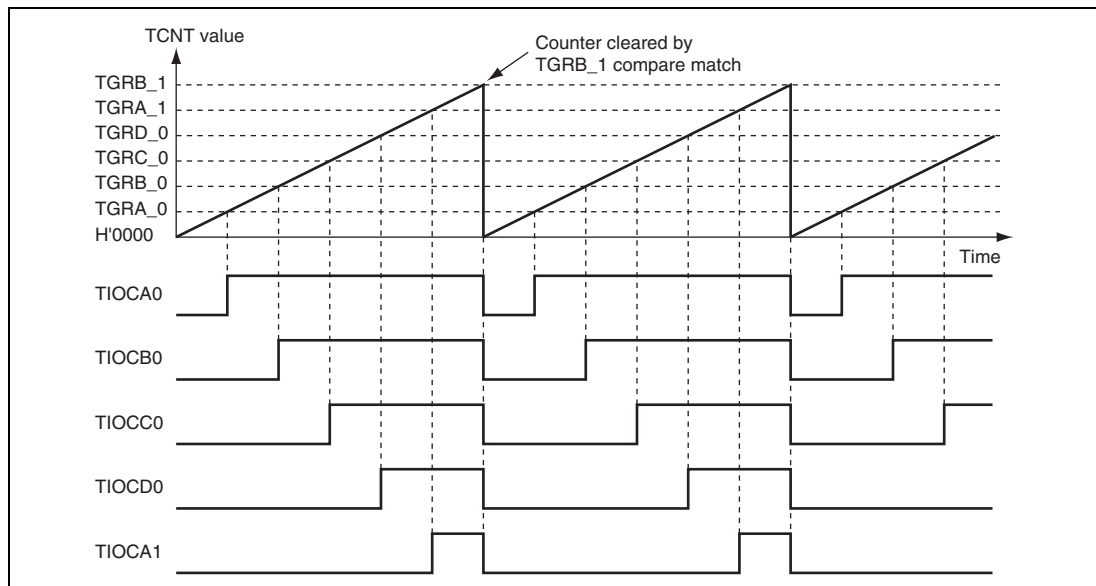 TCNT value
Counter cleared by
TGRB_1 compare match
TGRB_1
TGRA_1
TGRD_0
TGRC_0
TGRB_0
TGRA_0
H'0000
Time
TIOCA0
TIOCB0
TIOCC0
TIOCD0
TIOCA1